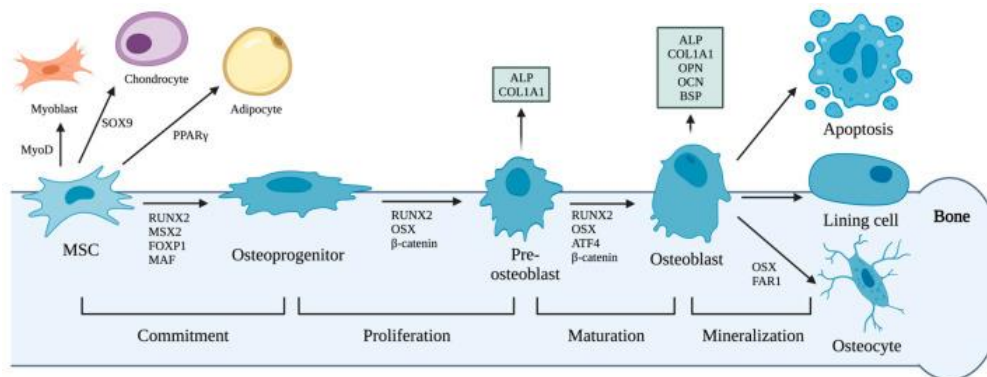 Myoblast
Chondrocyte
Adipocyte
MyoD
SOX9
PPARγ
ALP
COL1A1
ALP
COL1A1
OPN
OCN
BSP
Apoptosis
MSC
RUNX2
MSX2
FOXP1
MAF
Osteoprogenitor
RUNX2
OSX
β-catenin
Pre-
osteoblast
RUNX2
OSX
ATF4
β-catenin
Osteoblast
Lining cell
Bone
OSX
FAR1
Osteocyte
Commitment
Proliferation
Maturation
Mineralization